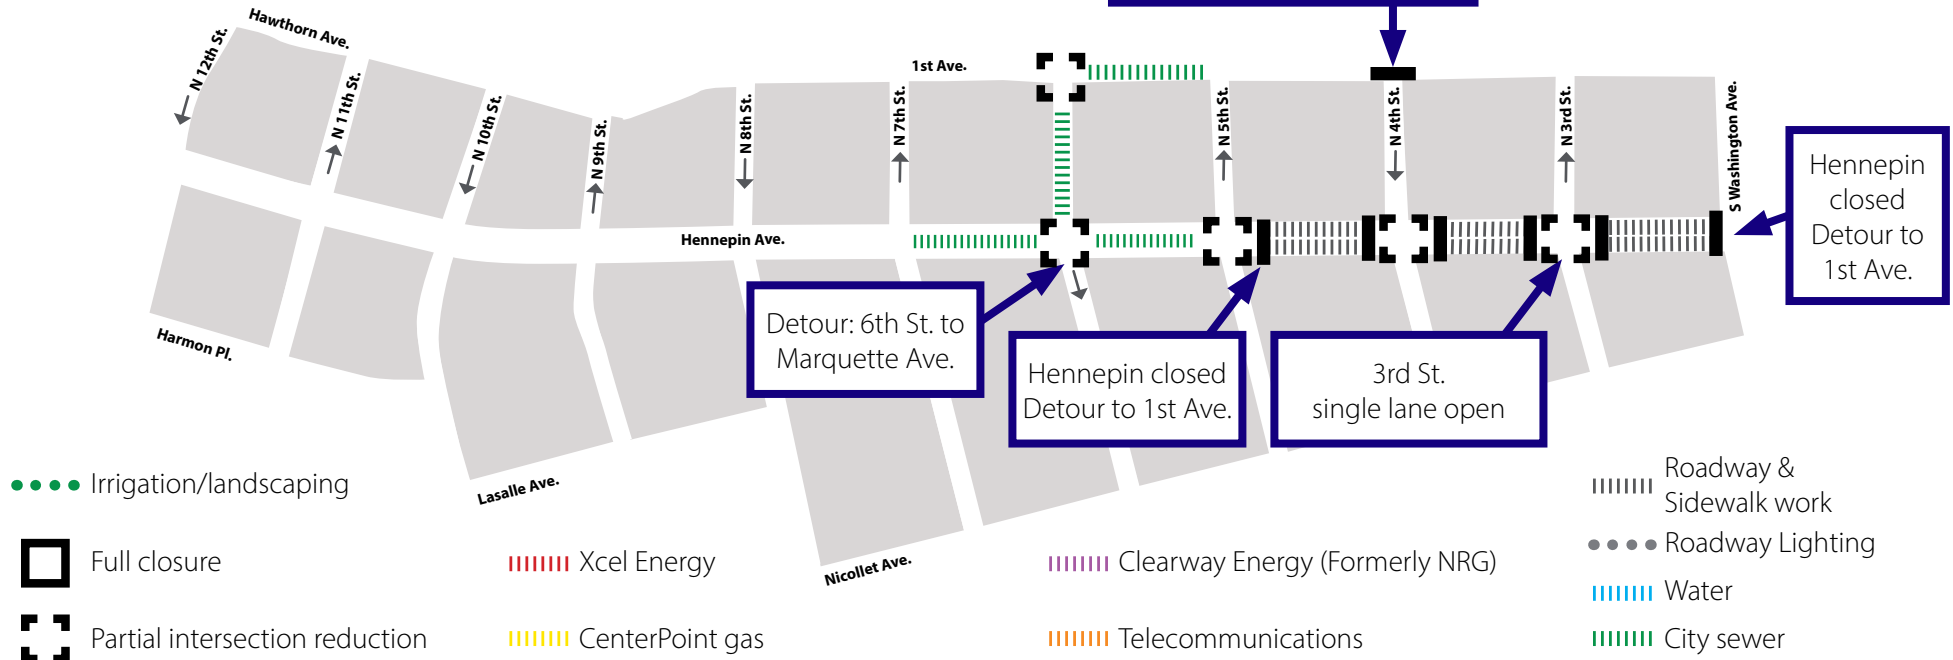 Hawthorn Ave.
N 12th St.
N 11th St.
N 10th St.
N 9th St.
N 8th St.
N 7th St.
1st Ave.
N 5th St.
N 4th St.
N 3rd St.
S Washington Ave.
Hennepin
closed
Detour to
1st Ave.
Hennepin Ave.
Detour: 6th St. to
Marquette Ave.
Hennepin closed
Detour to 1st Ave.
3rd St.
single lane open
Harmon Pl.
Lasalle Ave.
Nicollet Ave.
Irrigation/landscaping
Full closure
Partial intersection reduction
Xcel Energy
CenterPoint gas
Clearway Energy (Formerly NRG)
Telecommunications
Roadway &
Sidewalk work
Roadway Lighting
Water
City sewer